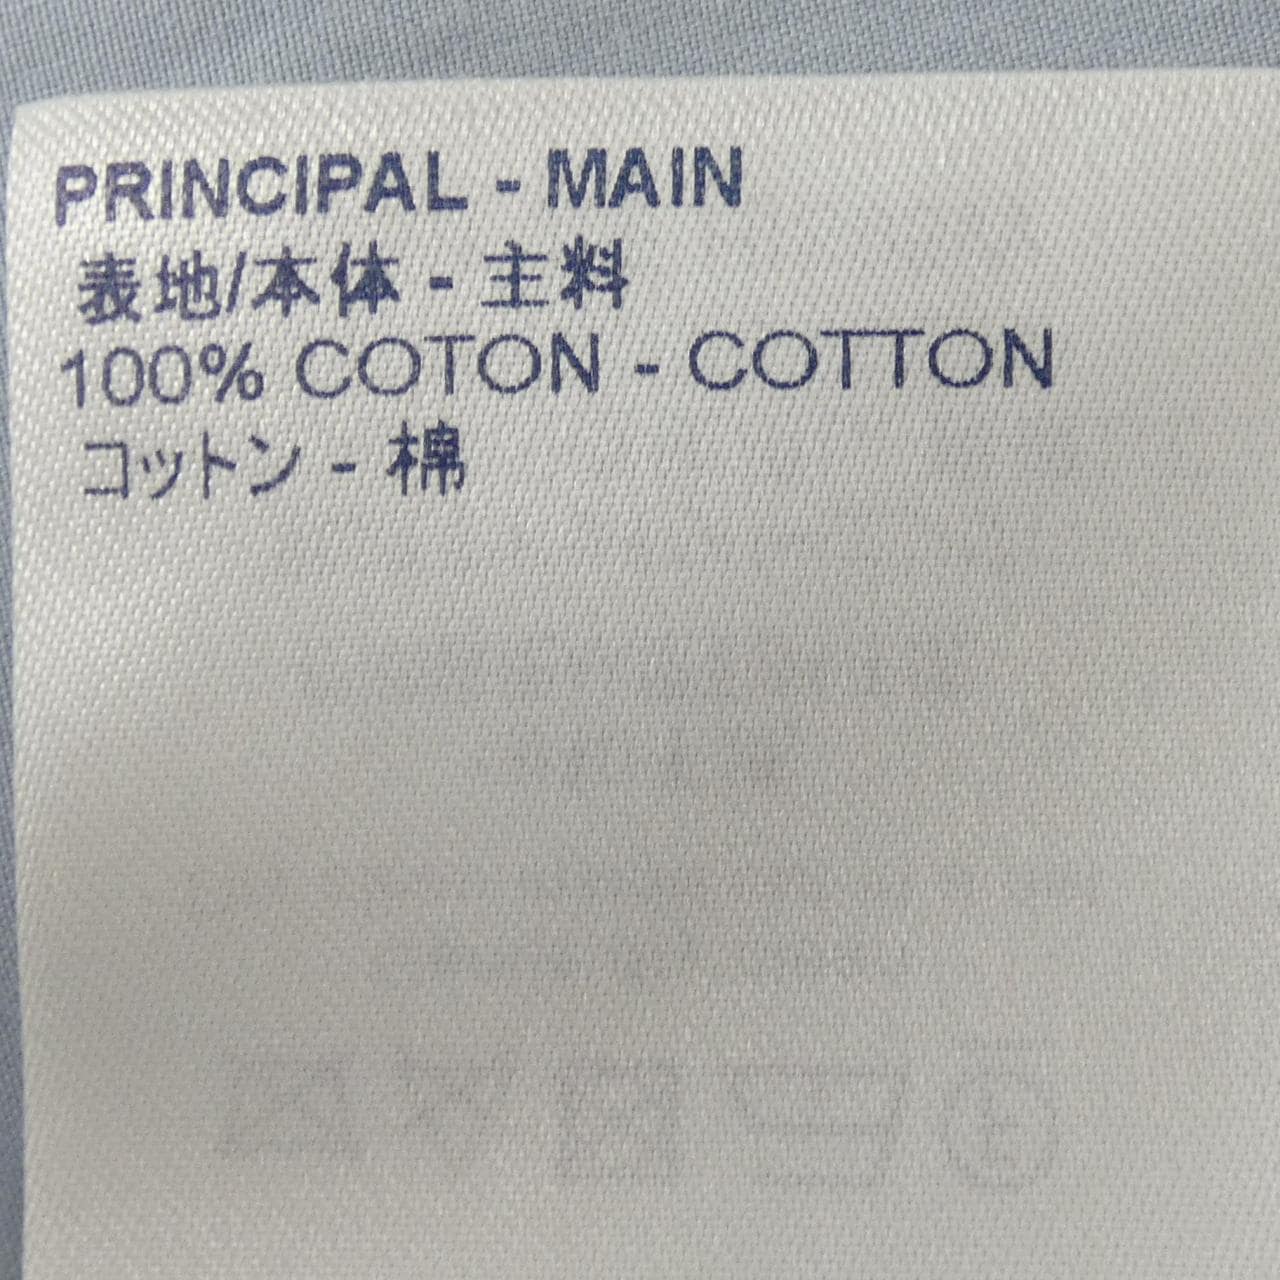 PRINCIPAL - MAIN
表地/本体 - 主料
100% COTON - COTTON
コットン - 棉